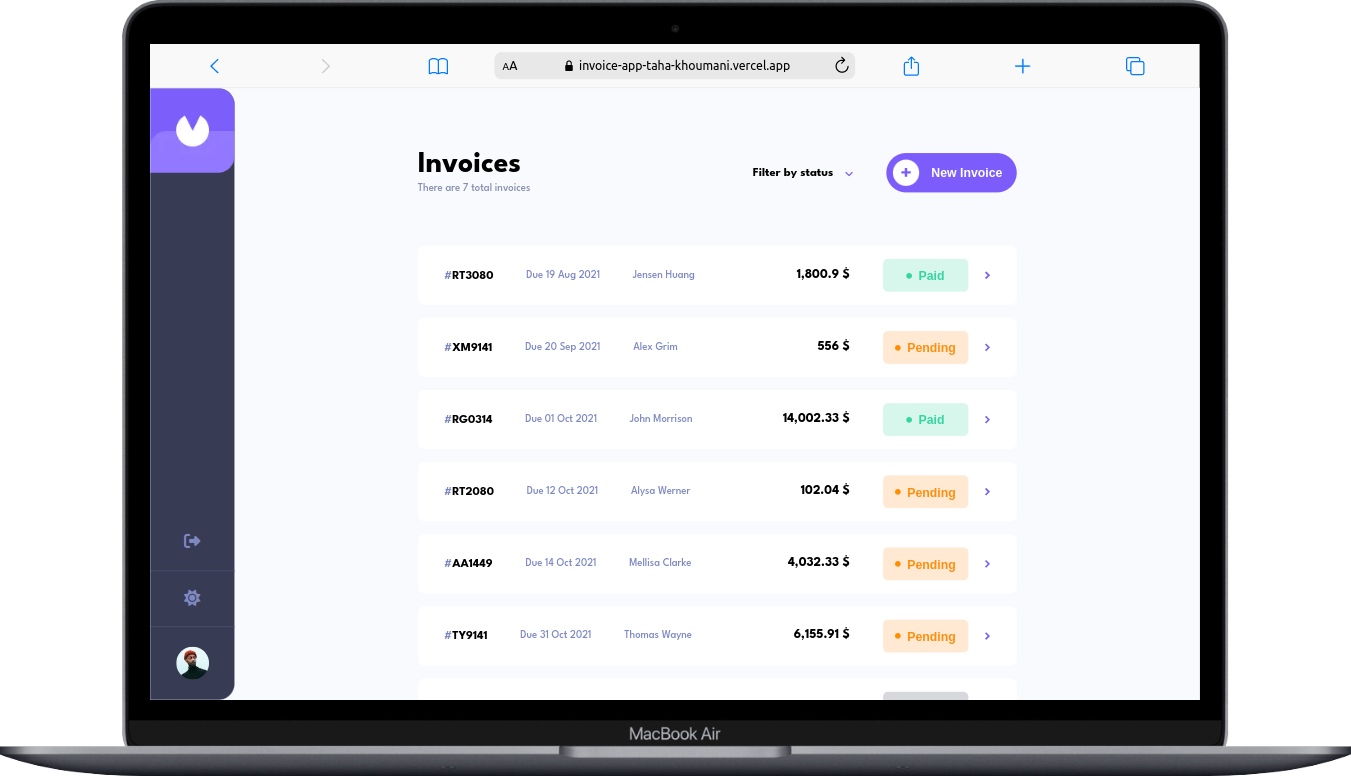 AA invoice-app-taha-khoumani.vercel.app
Invoices
There are 7 total invoices
Filter by status
New Invoice
#RT3080 Due 19 Aug 2021 Jensen Huang 1,800.9 $ Paid
#XM9141 Due 20 Sep 2021 Alex Grim 556 $ Pending
#RG0314 Due 01 Oct 2021 John Morrison 14,002.33 $ Paid
#RT2080 Due 12 Oct 2021 Alysa Werner 102.04 $ Pending
#AA1449 Due 14 Oct 2021 Mellisa Clarke 4,032.33 $ Pending
#TY9141 Due 31 Oct 2021 Thomas Wayne 6,155.91 $ Pending
MacBook Air